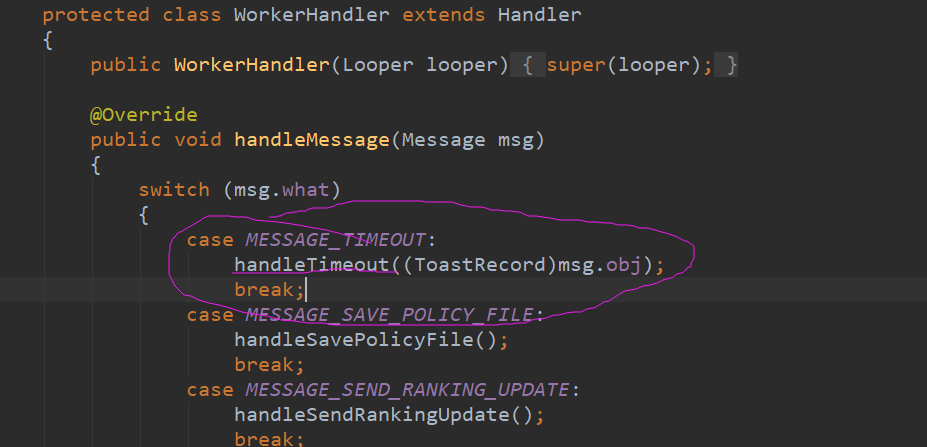 protected class WorkerHandler extends Handler
{
public WorkerHandler(Looper looper) { super(looper); }
@Override
public void handleMessage(Message msg)
{
switch (msg.what)
{
case MESSAGE_TIMEOUT:
handleTimeout((ToastRecord)msg.obj);
break;
case MESSAGE_SAVE_POLICY_FILE:
handleSavePolicyFile();
break;
case MESSAGE_SEND_RANKING_UPDATE:
handleSendRankingUpdate();
break;